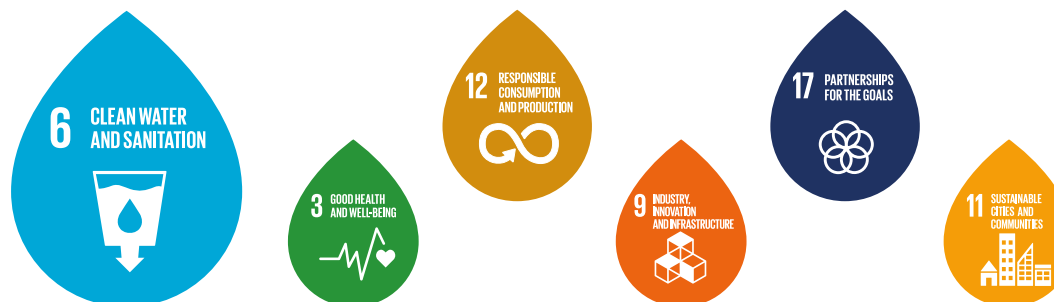 6
CLEAN WATER
AND SANITATION
3
GOOD HEALTH
AND WELL-BEING
12
RESPONSIBLE
CONSUMPTION
AND PRODUCTION
9
INDUSTRY,
INNOVATION
AND INFRASTRUCTURE
17
PARTNERSHIPS
FOR THE GOALS
11
SUSTAINABLE
CITIES AND
COMMUNITIES